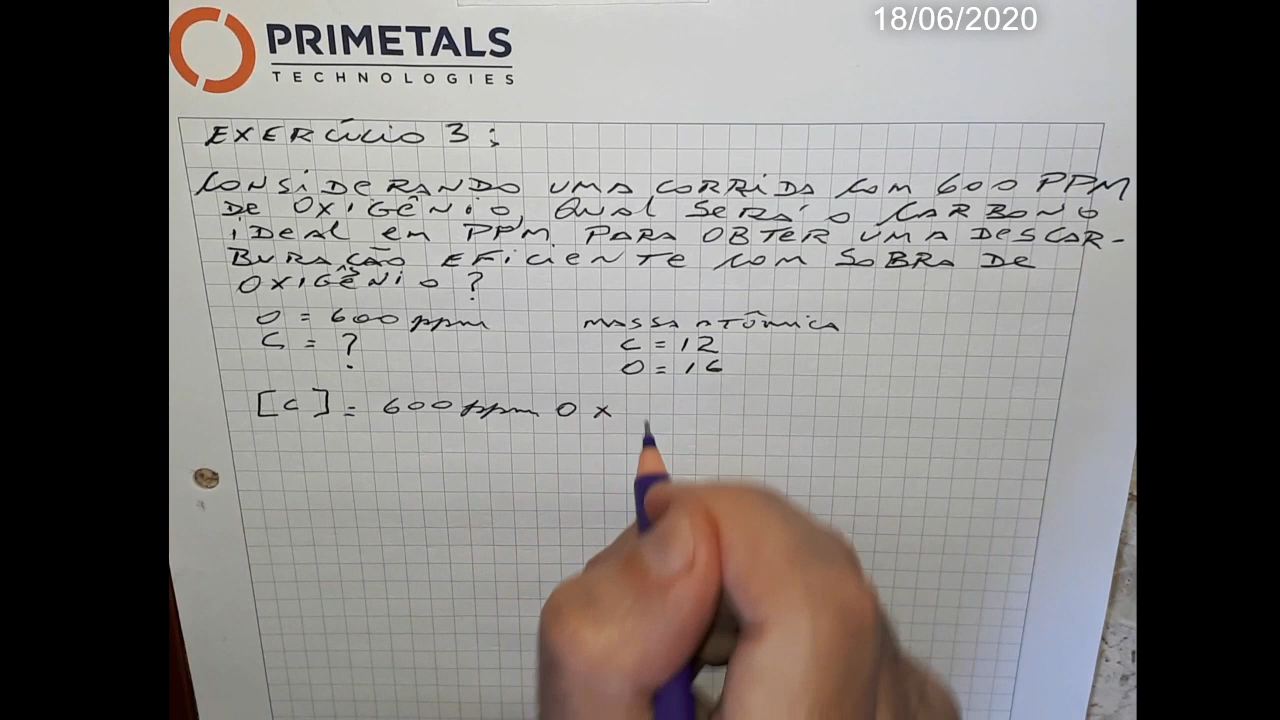 18/06/2020
PRIMETALS
TECHNOLOGIES
EXERCÍCIO 3:
CONSIDERANDO UMA CORRIDA COM 600 PPM
DE OXIGÊNIO, QUAL SERÁ O CARBONO
IDEAL EM PPM PARA OBTER UMA DESCAR-
BURAÇÃO EFICIENTE COM SOBRA DE
OXIGÊNIO?
O = 600 ppm MASSA ATÔMICA
C = ? C = 12
O = 16
[C] = 600 ppm O x